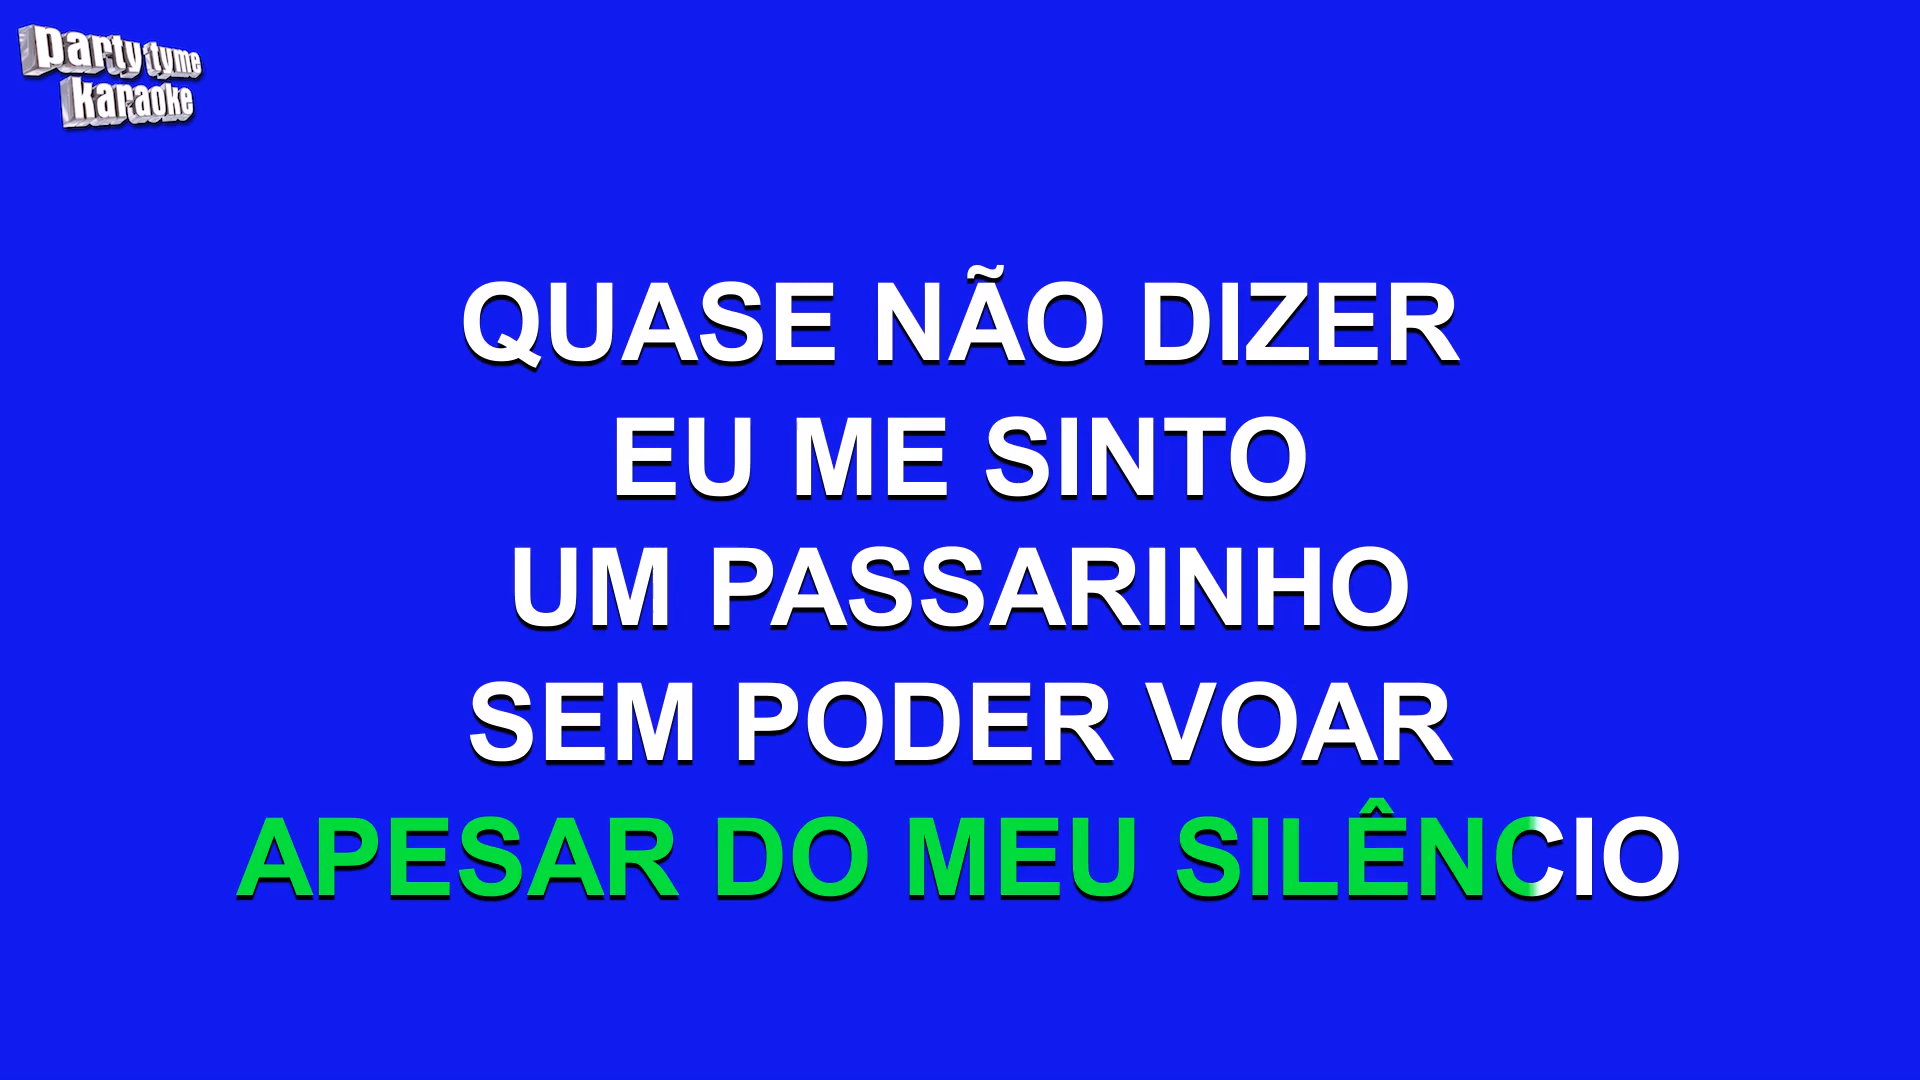 party tyme
karaoke
QUASE NÃO DIZER
EU ME SINTO
UM PASSARINHO
SEM PODER VOAR
APESAR DO MEU SILÊNCIO